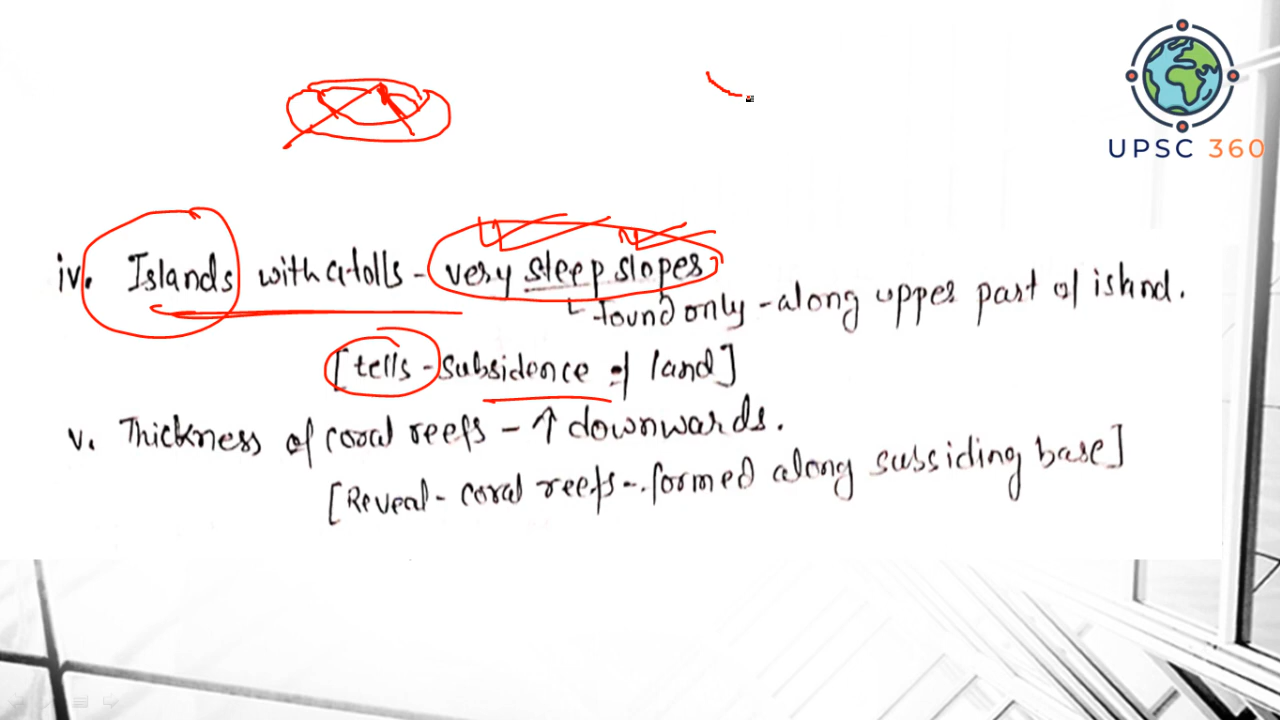 UPSC 360
iv. Islands with atolls - very steep slopes
found only - along upper part of islnd.
[tells - subsidence of land]
v. Thickness of coral reefs - ↑ downwards.
[Reveal - coral reefs - formed along subsiding base]